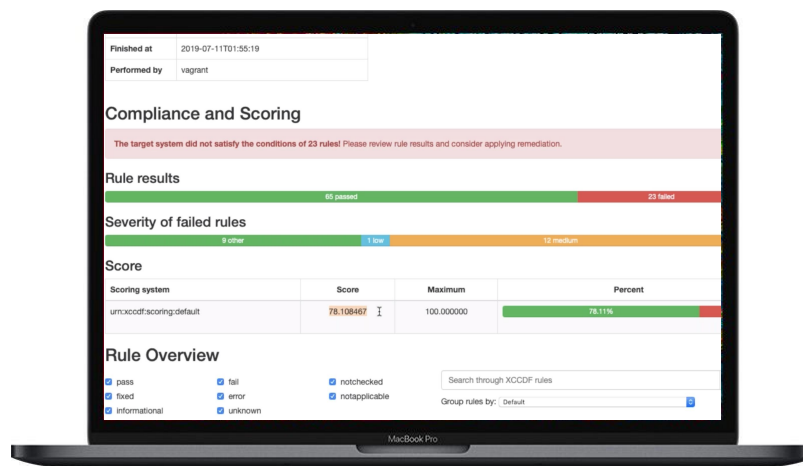 Finished at 2019-07-11T01:55:19
Performed by vagrant
Compliance and Scoring
The target system did not satisfy the conditions of 23 rules! Please review rule results and consider applying remediation.
Rule results
65 passed 23 failed
Severity of failed rules
9 other 1 low 12 medium
Score
Scoring system Score Maximum Percent
urn:xccdf:scoring:default 78.108467 100.000000 78.11%
Rule Overview
pass fail notchecked Search through XCCDF rules
fixed error notapplicable Group rules by: Default
informational unknown
MacBook Pro